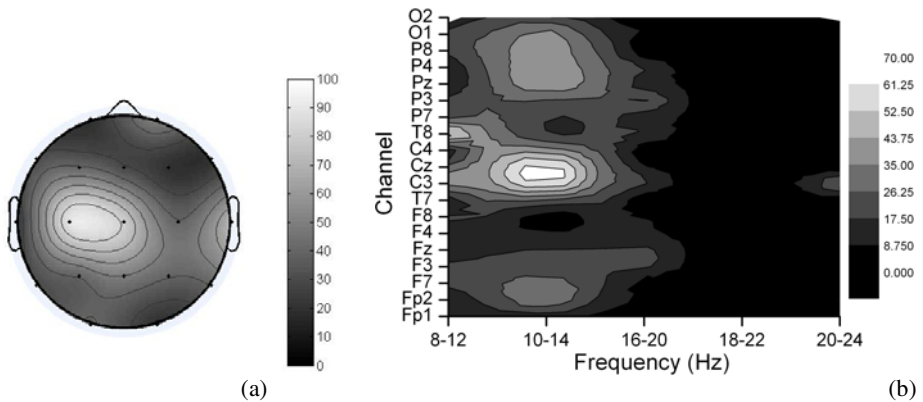 100
90
80
70
60
50
40
30
20
10
0
(a)
Channel
O2
O1
P8
P4
Pz
P3
P7
T8
C4
Cz
C3
T7
F8
F4
Fz
F3
F7
Fp2
Fp1
8-12
10-14
16-20
18-22
20-24
Frequency (Hz)
70.00
61.25
52.50
43.75
35.00
26.25
17.50
8.750
0.000
(b)